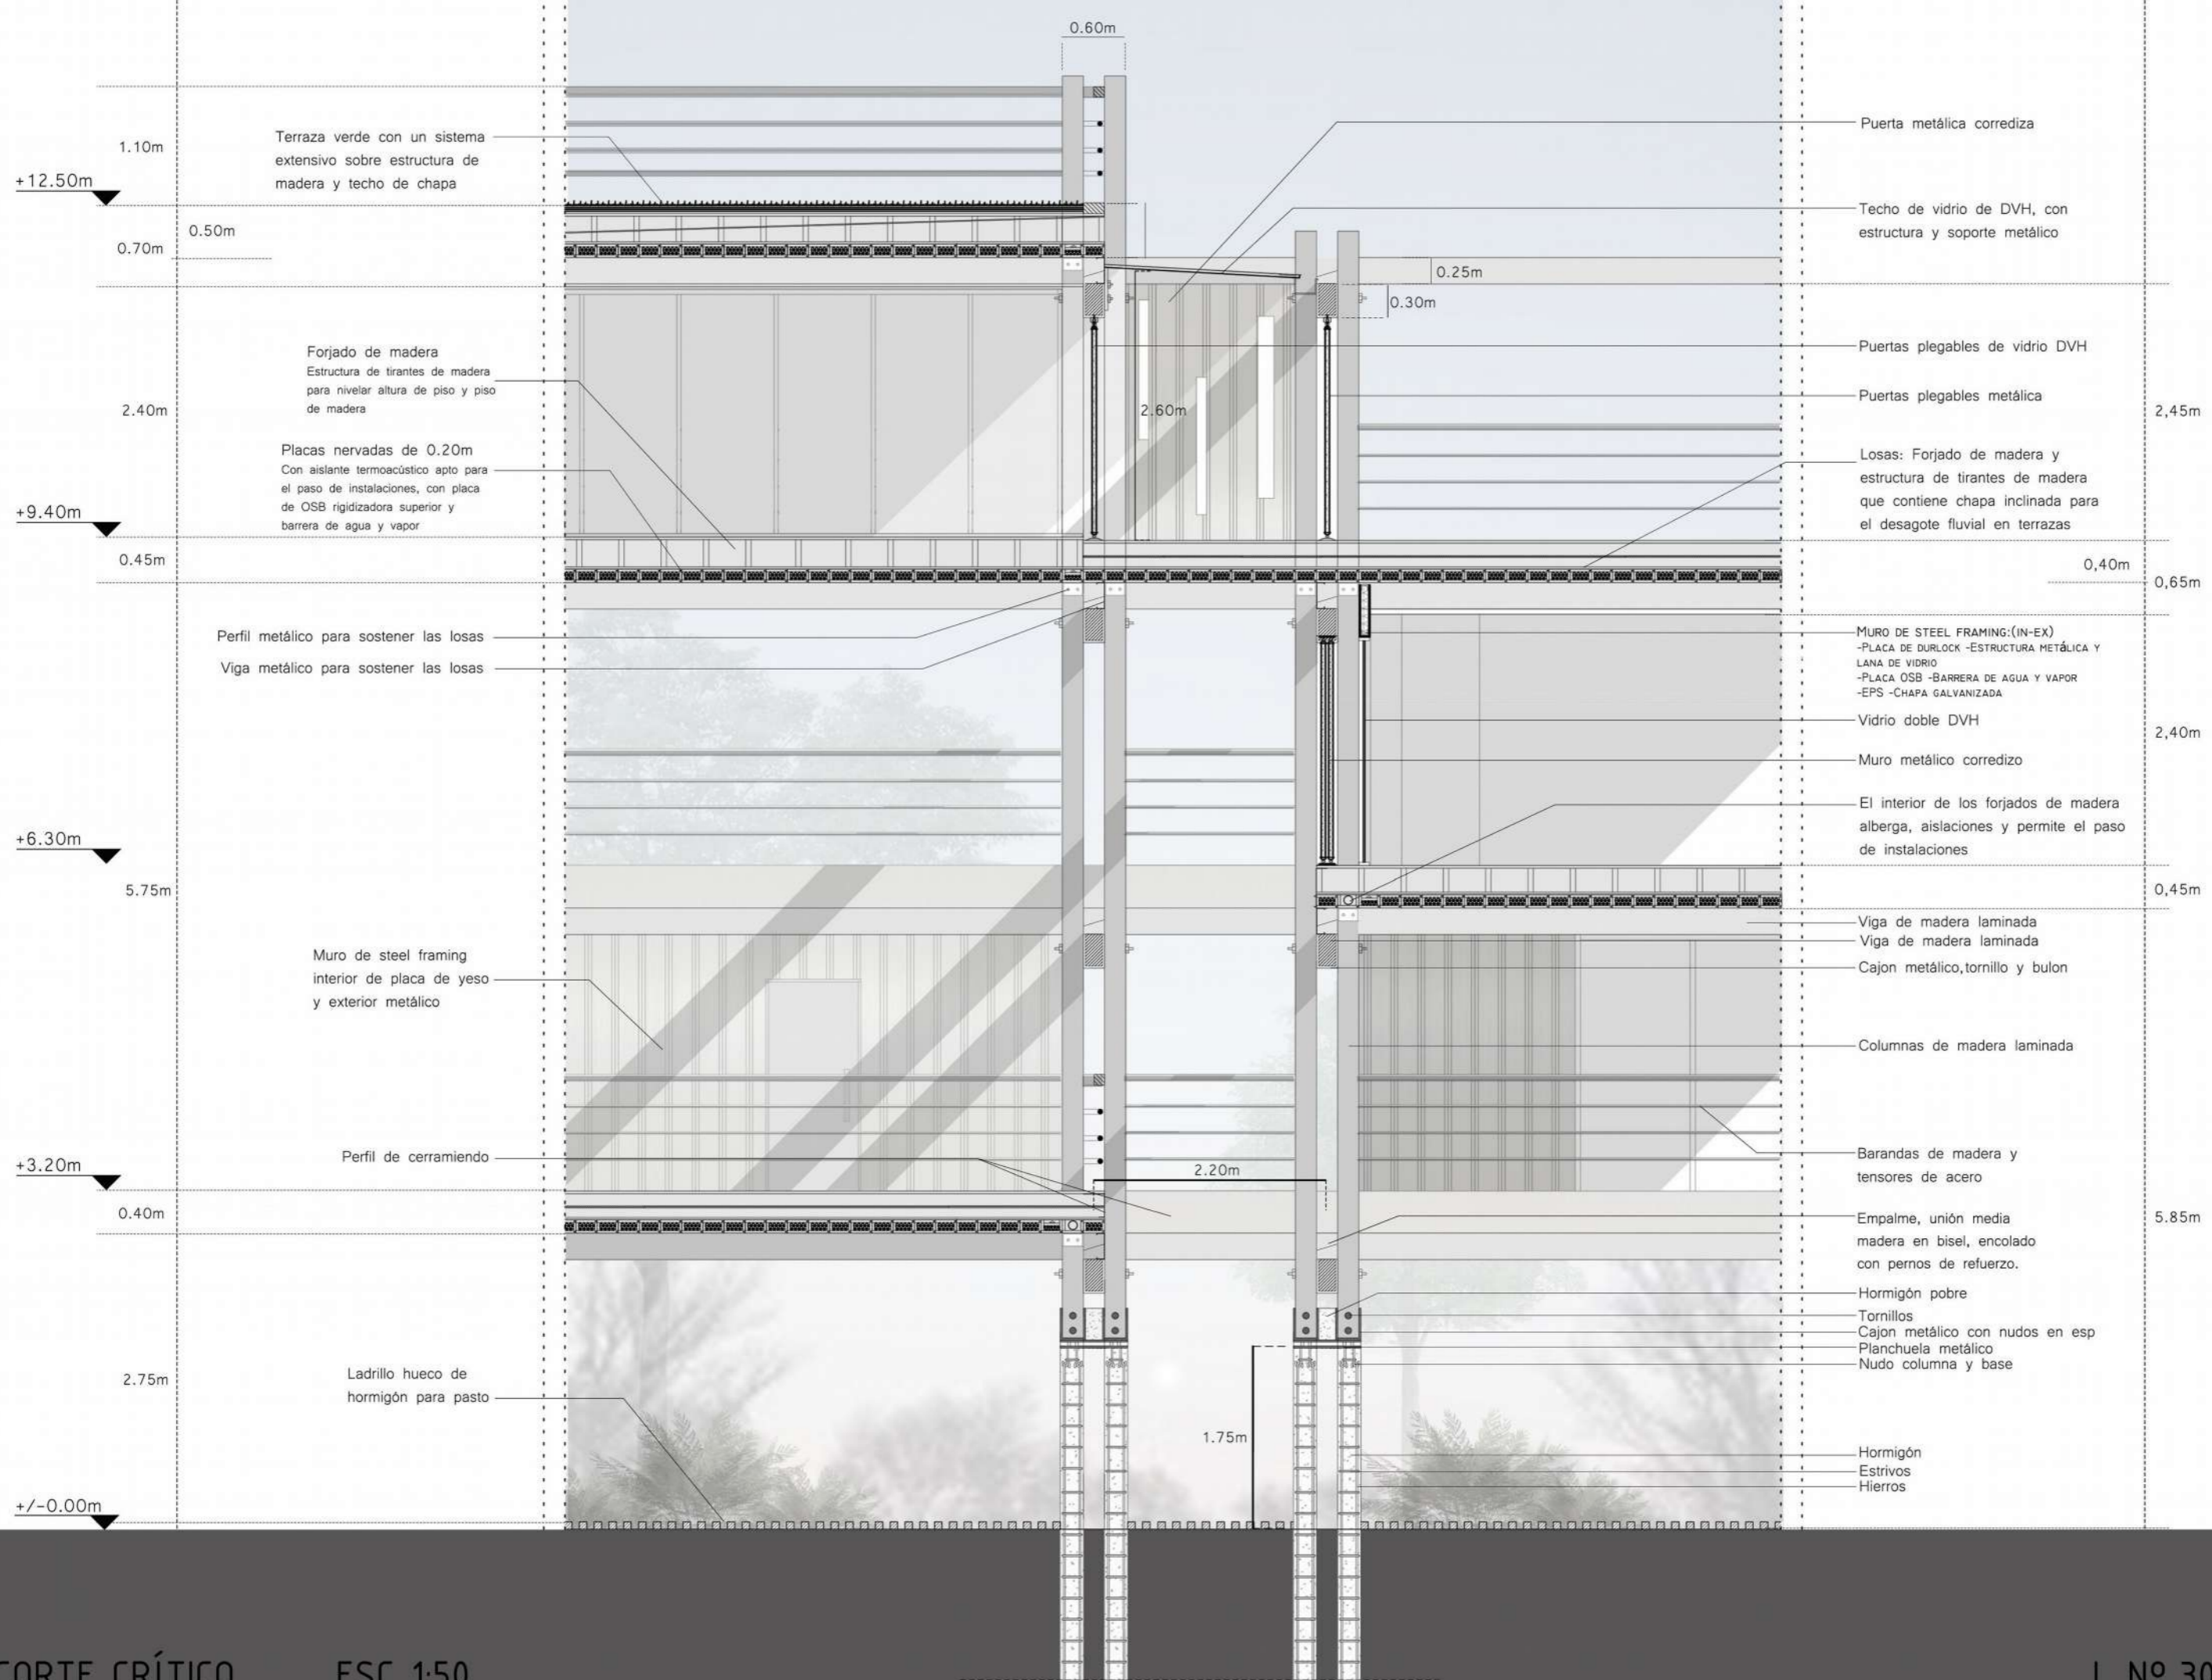 0.60m
1.10m
+12.50m
0.50m
0.70m
2.40m
+9.40m
0.45m
+6.30m
5.75m
+3.20m
0.40m
2.75m
+/-0.00m
Terraza verde con un sistema
extensivo sobre estructura de
madera y techo de chapa
Forjado de madera
Estructura de tirantes de madera
para nivelar altura de piso y piso
de madera
Placas nervadas de 0.20m
Con aislante termoacústico apto para
el paso de instalaciones, con placa
de OSB rigidizadora superior y
barrera de agua y vapor
Perfil metálico para sostener las losas
Viga metálico para sostener las losas
Muro de steel framing
interior de placa de yeso
y exterior metálico
Perfil de cerramiendo
Ladrillo hueco de
hormigón para pasto
0.25m
0.30m
2.60m
2.20m
1.75m
Puerta metálica corrediza
Techo de vidrio de DVH, con
estructura y soporte metálico
Puertas plegables de vidrio DVH
Puertas plegables metálica
Losas: Forjado de madera y
estructura de tirantes de madera
que contiene chapa inclinada para
el desagote fluvial en terrazas
MURO DE STEEL FRAMING:(IN-EX)
-PLACA DE DURLOCK -ESTRUCTURA METáLICA Y
LANA DE VIDRIO
-PLACA OSB -BARRERA DE AGUA Y VAPOR
-EPS -CHAPA GALVANIZADA
Vidrio doble DVH
Muro metálico corredizo
El interior de los forjados de madera
alberga, aislaciones y permite el paso
de instalaciones
Viga de madera laminada
Viga de madera laminada
Cajon metálico,tornillo y bulon
Columnas de madera laminada
Barandas de madera y
tensores de acero
Empalme, unión media
madera en bisel, encolado
con pernos de refuerzo.
Hormigón pobre
Tornillos
Cajon metálico con nudos en esp
Planchuela metálico
Nudo columna y base
Hormigón
Estrivos
Hierros
2,45m
0,40m
0,65m
2,40m
0,45m
5.85m
CORTE CRÍTICO
ESC 1:50
L Nº 30